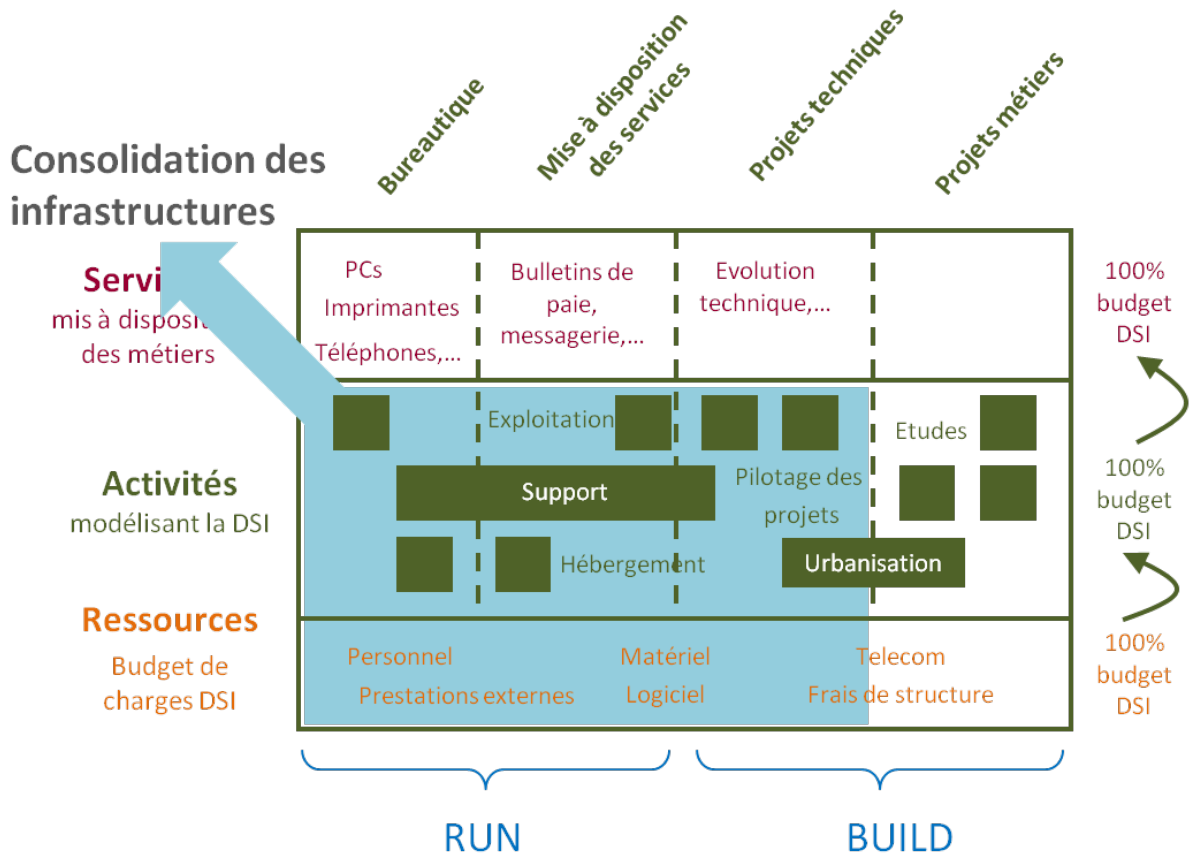 Bureautique
Mise à disposition
des services
Projets techniques
Projets métiers
Consolidation des
infrastructures
Servi
mis à disposit
des métiers
PCs
Imprimantes
Téléphones,...
Bulletins de
paie,
messagerie,...
Evolution
technique,...
100%
budget
DSI
Activités
modélisant la DSI
Exploitation
Etudes
Support
Pilotage des
projets
Hébergement
Urbanisation
100%
budget
DSI
Ressources
Budget de
charges DSI
Personnel
Matériel
Telecom
Prestations externes
Logiciel
Frais de structure
100%
budget
DSI
RUN
BUILD